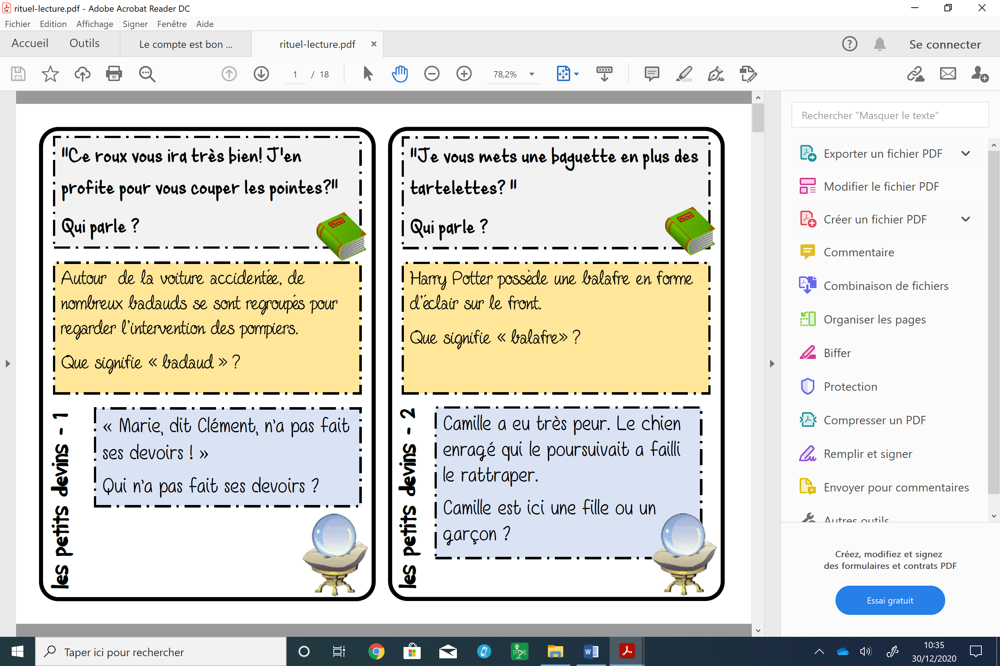 rituel-lecture.pdf - Adobe Acrobat Reader DC
Fichier Edition Affichage Signer Fenêtre Aide
Accueil Outils Le compte est bon ... rituel-lecture.pdf Se connecter
1 / 18 78,2%
"Ce roux vous ira très bien! J'en
profite pour vous couper les pointes?"
Qui parle ?
Autour de la voiture accidentée, de
nombreux badauds se sont regroupés pour
regarder l'intervention des pompiers.
Que signifie « badaud » ?
les petits devins - 1
« Marie, dit Clément, n'a pas fait
ses devoirs ! »
Qui n'a pas fait ses devoirs ?
"Je vous mets une baguette en plus des
tartelettes? "
Qui parle ?
Harry Potter possède une balafre en forme
d'éclair sur le front.
Que signifie « balafre» ?
les petits devins - 2
Camille a eu très peur. Le chien
enragé qui le poursuivait a failli
le rattraper.
Camille est ici une fille ou un
garçon ?
Rechercher "Masquer le texte"
Exporter un fichier PDF
Modifier le fichier PDF
Créer un fichier PDF
Commentaire
Combinaison de fichiers
Organiser les pages
Biffer
Protection
Compresser un PDF
Remplir et signer
Envoyer pour commentaires
Autres outils
Créez, modifiez et signez
des formulaires et contrats PDF
Essai gratuit
Taper ici pour rechercher
IPEVO
10:35
30/12/2020